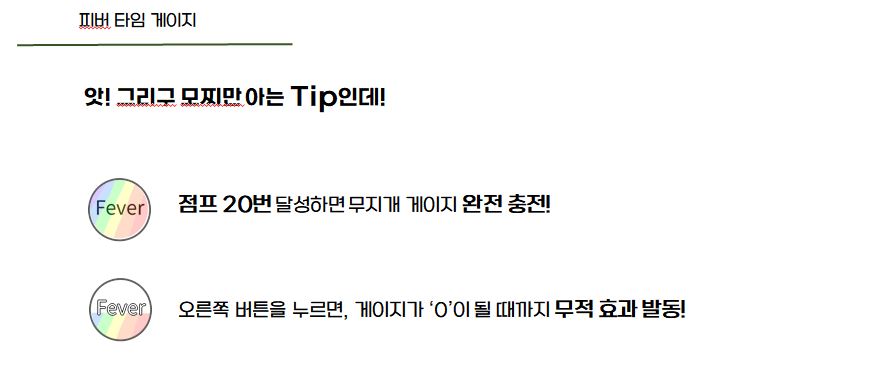 피버 타임 게이지
앗! 그리구 모찌만 아는 Tip인데!
Fever
점프 20번 달성하면 무지개 게이지 완전 충전!
Fever
오른쪽 버튼을 누르면, 게이지가 ‘0’이 될 때까지 무적 효과 발동!